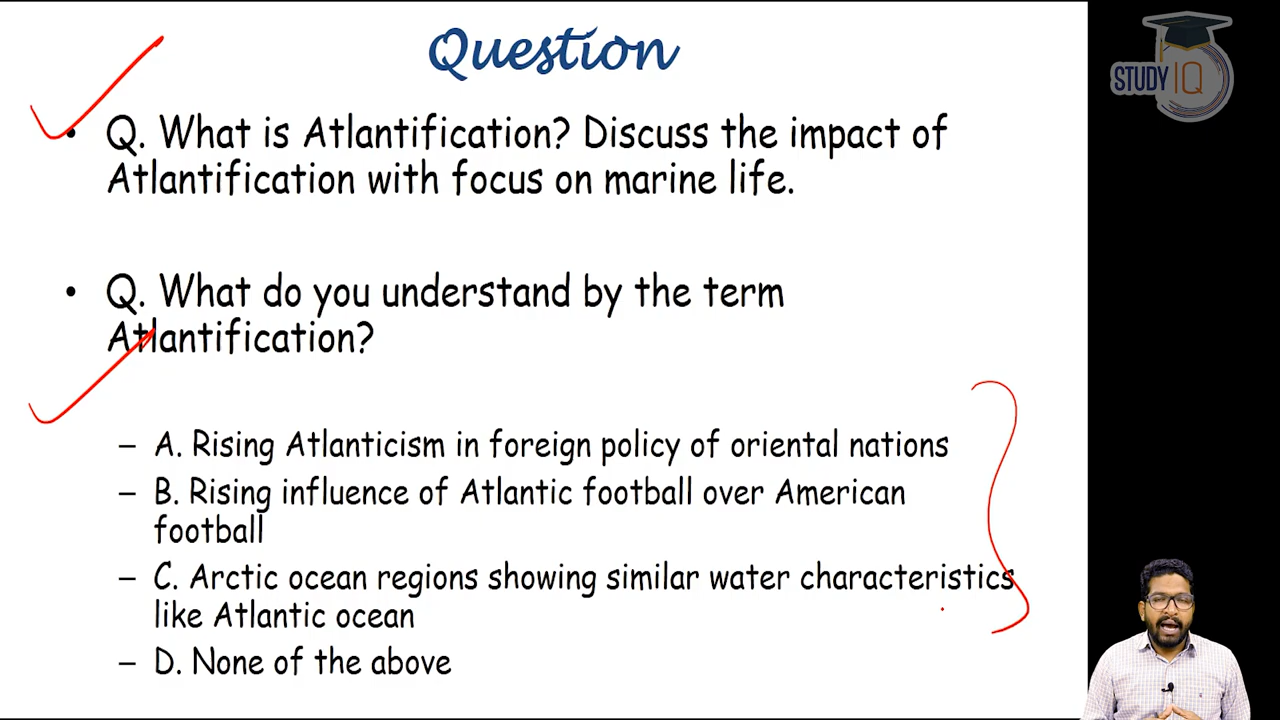 Question
STUDY IQ
• Q. What is Atlantification? Discuss the impact of
Atlantification with focus on marine life.
• Q. What do you understand by the term
Atlantification?
– A. Rising Atlanticism in foreign policy of oriental nations
– B. Rising influence of Atlantic football over American
football
– C. Arctic ocean regions showing similar water characteristics
like Atlantic ocean
– D. None of the above